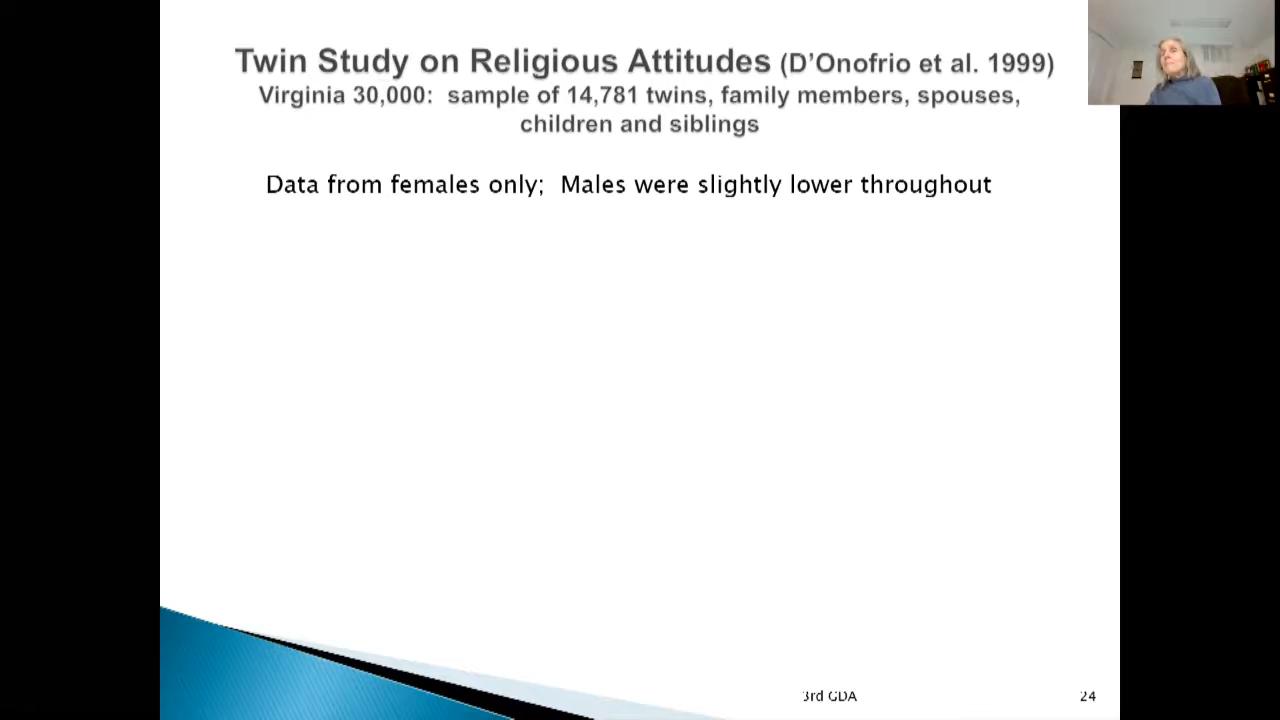 Twin Study on Religious Attitudes (D'Onofrio et al. 1999)
Virginia 30,000: sample of 14,781 twins, family members, spouses,
children and siblings
Data from females only; Males were slightly lower throughout
3rd GDA
24